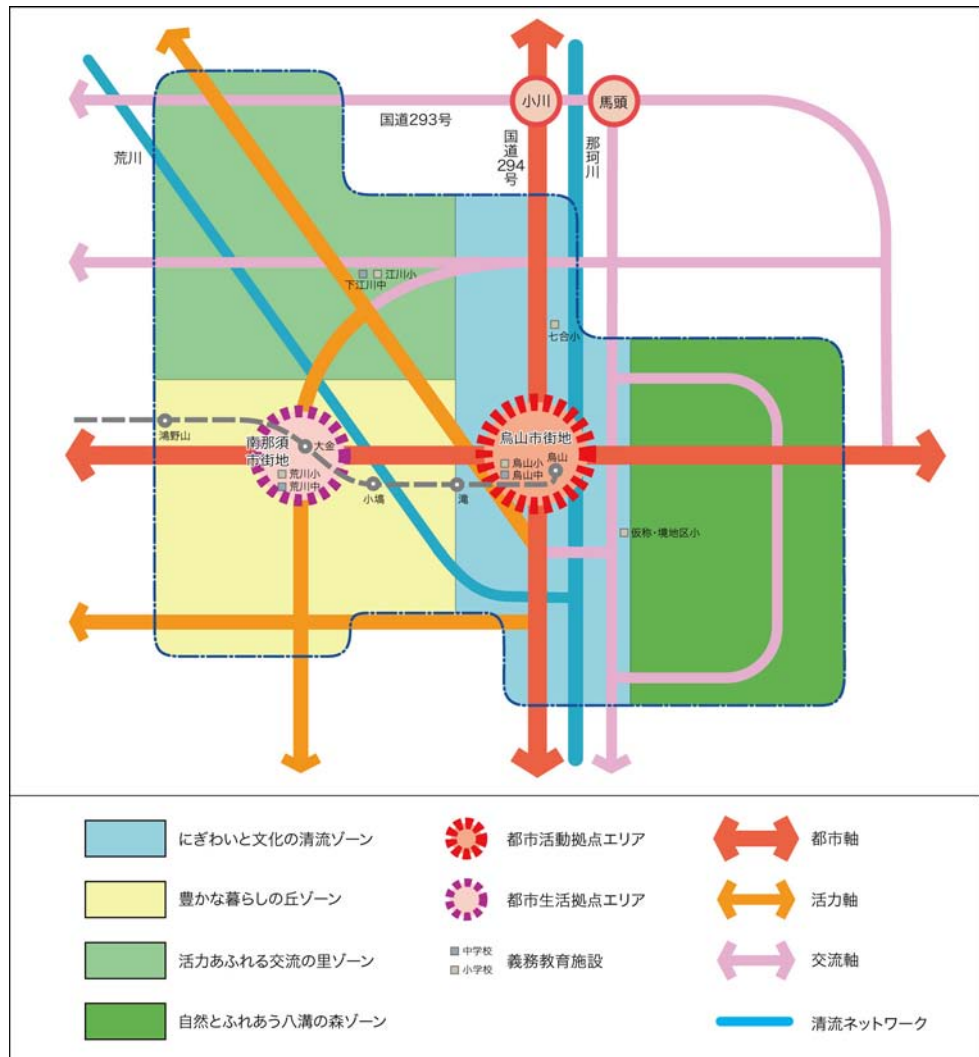 小川
馬頭
国道293号
国道294号
那珂川
荒川
江川小
下江川中
七合小
鴻野山
南那須
市街地
大金
荒川小
荒川中
小塙
滝
烏山市街地
烏山
烏山小
烏山中
仮称・境地区小
にぎわいと文化の清流ゾーン
都市活動拠点エリア
都市軸
豊かな暮らしの丘ゾーン
都市生活拠点エリア
活力軸
活力あふれる交流の里ゾーン
中学校
小学校
義務教育施設
交流軸
自然とふれあう八溝の森ゾーン
清流ネットワーク